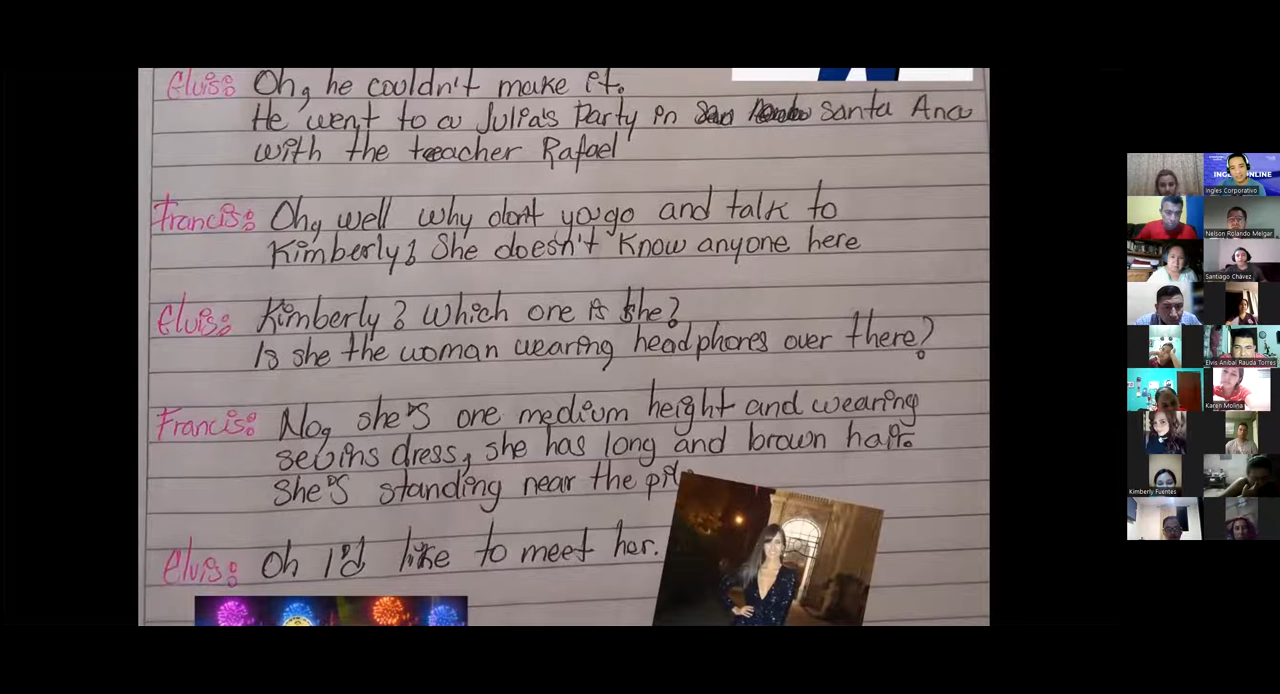 Elvis: Oh, he couldn't make it.
He went to a Julia's Party in Santa Ana
with the teacher Rafael
Francis: Oh, well why don't you go and talk to
Kimberly? She doesn't know anyone here
Elvis: Kimberly? Which one is she?
Is she the woman wearing headphones over there?
Francis: No, she's one medium height and wearing
dress, she has long and brown hair.
She's standing near the
Elvis: Oh I'd like to meet her.
INGLES ONLINE
Ingles Corporativo
Nelson Rolando Melgar
Santiago Chávez
Elvis Anibal Rauda Torres
Karen Molina
Kimberly Fuentes